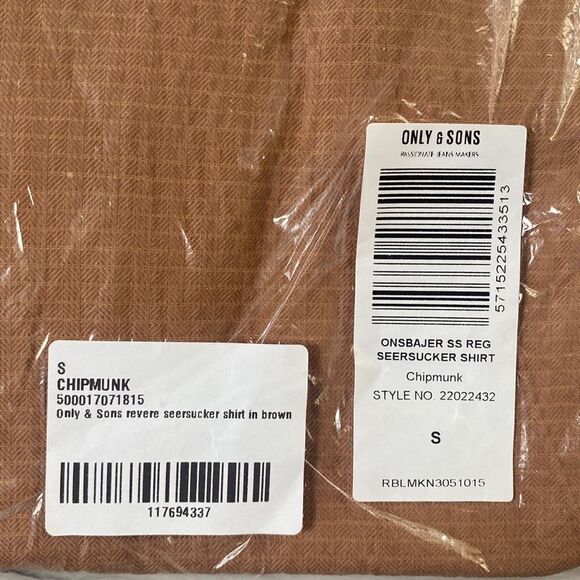 ONLY & SONS
PASSIONATE JEANS MAKERS
5715225433513
ONSBAJER SS REG
SEERSUCKER SHIRT
Chipmunk
STYLE NO. 22022432
S
RBLMKN3051015
S
CHIPMUNK
500017071815
Only & Sons revere seersucker shirt in brown
117694337